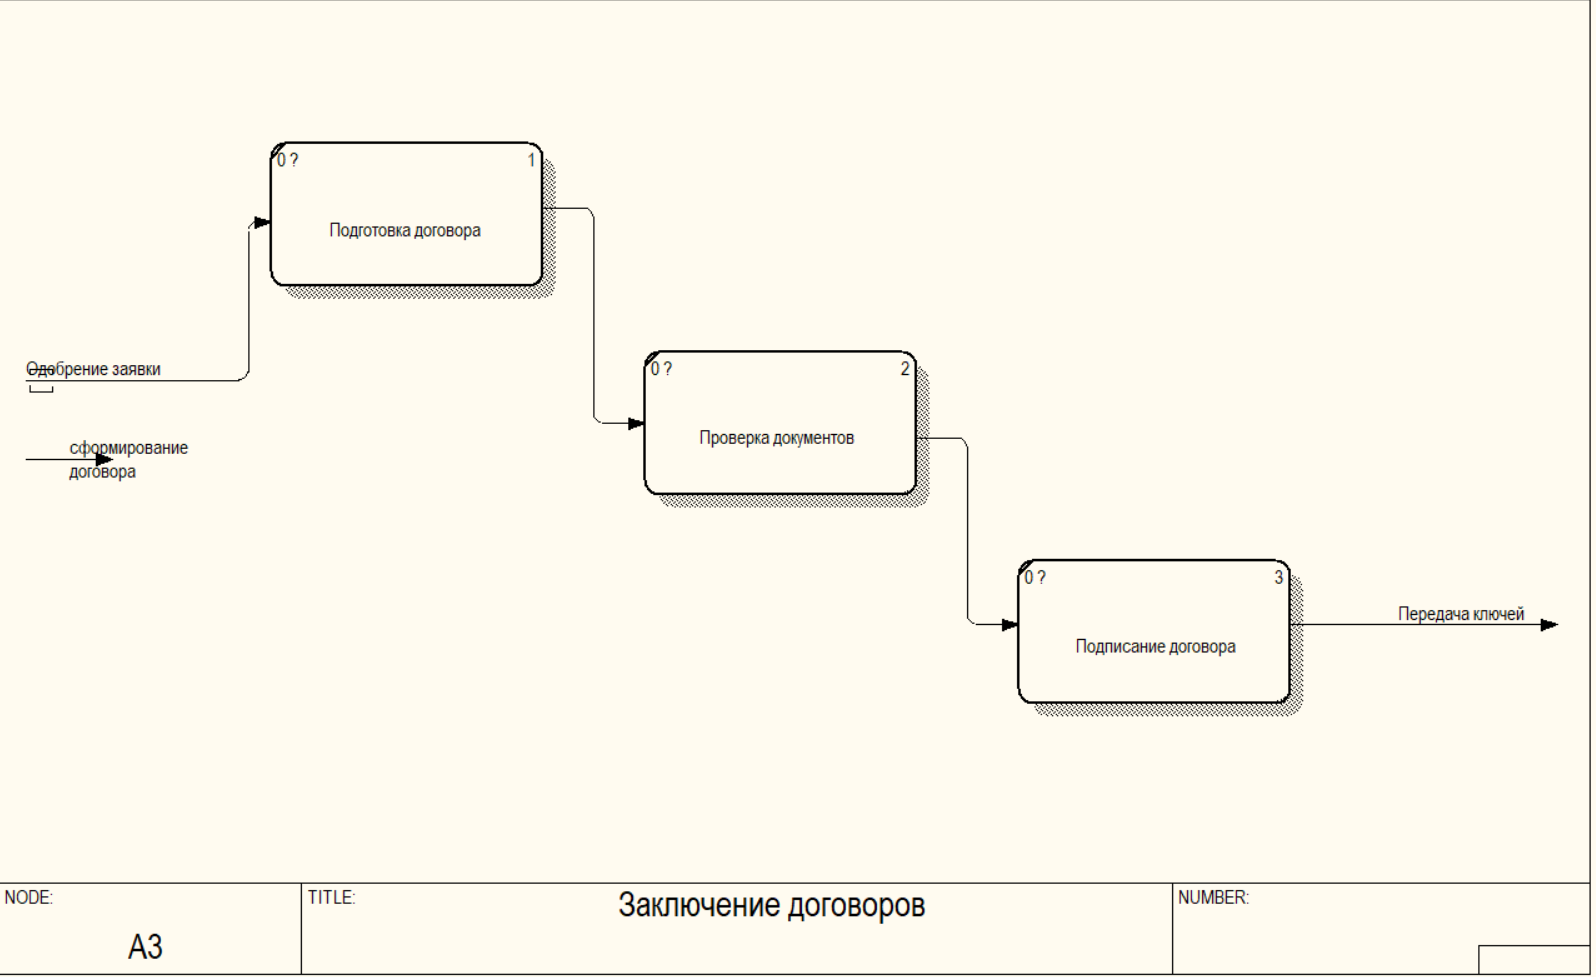 0 ?
1
Подготовка договора
Одобрение заявки
сформирование
договора
0 ?
2
Проверка документов
0 ?
3
Подписание договора
Передача ключей
NODE:
A3
TITLE:
Заключение договоров
NUMBER: